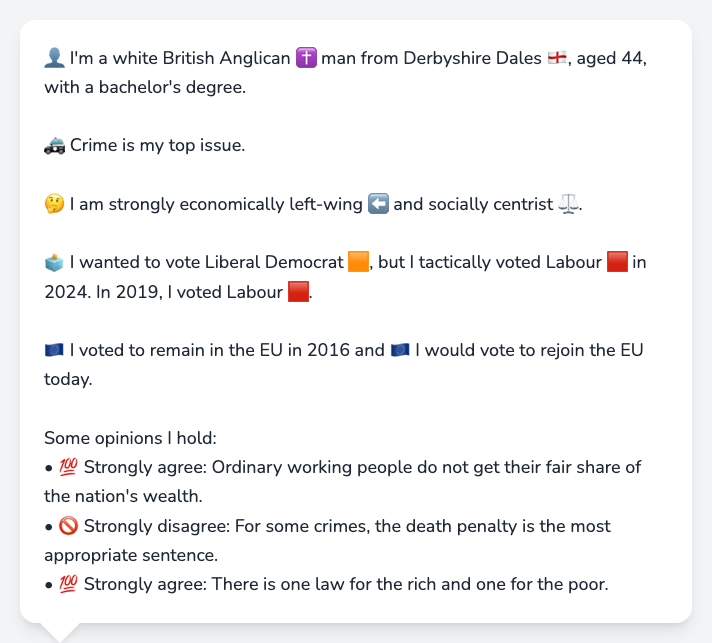 👤 I'm a white British Anglican ✝️ man from Derbyshire Dales 🏴󠁧󠁢󠁥󠁮󠁧󠁿, aged 44,
with a bachelor's degree.
🚓 Crime is my top issue.
🤔 I am strongly economically left-wing ⬅️ and socially centrist ⚖️.
🗳️ I wanted to vote Liberal Democrat 🟧, but I tactically voted Labour 🟥 in
2024. In 2019, I voted Labour 🟥.
🇪🇺 I voted to remain in the EU in 2016 and 🇪🇺 I would vote to rejoin the EU
today.
Some opinions I hold:
• 💯 Strongly agree: Ordinary working people do not get their fair share of
the nation's wealth.
• 🚫 Strongly disagree: For some crimes, the death penalty is the most
appropriate sentence.
• 💯 Strongly agree: There is one law for the rich and one for the poor.